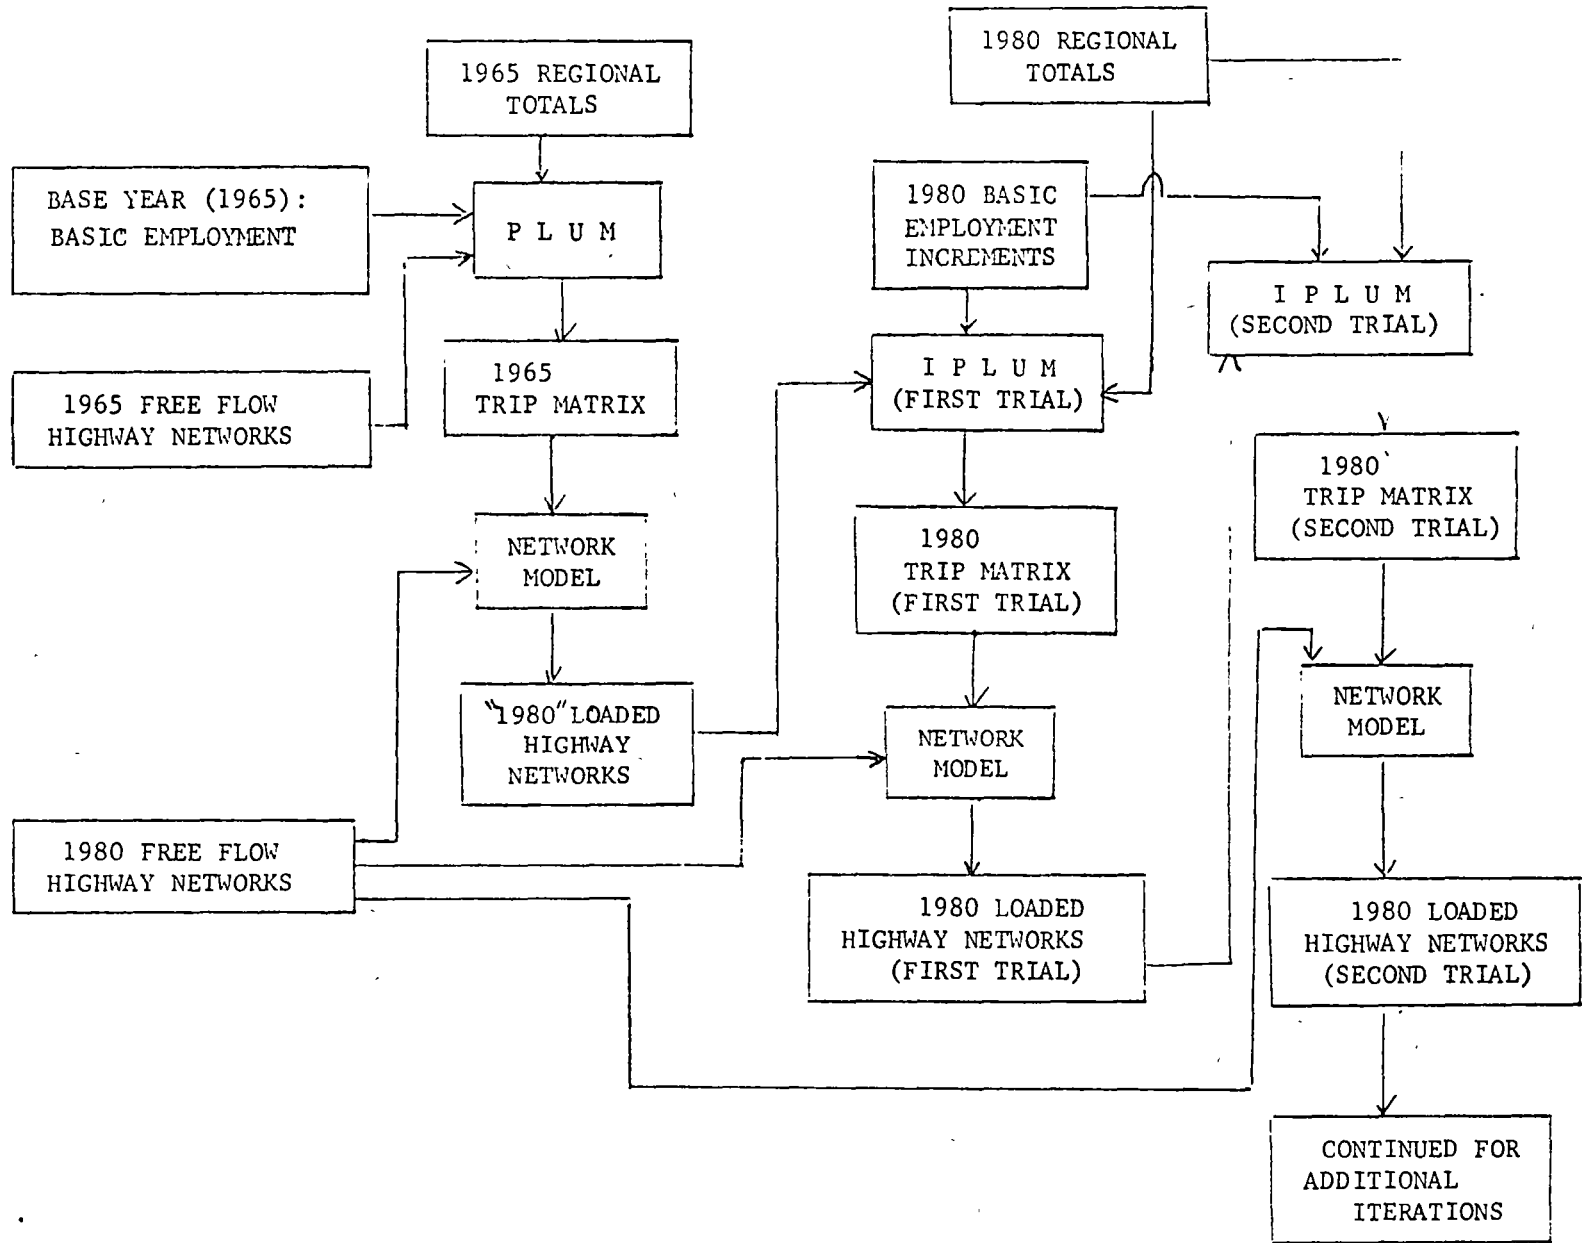 1965 REGIONAL
TOTALS
BASE YEAR (1965):
BASIC EMPLOYMENT
P L U M
1965 FREE FLOW
HIGHWAY NETWORKS
1965
TRIP MATRIX
NETWORK
MODEL
"1980" LOADED
HIGHWAY
NETWORKS
1980 FREE FLOW
HIGHWAY NETWORKS
1980 REGIONAL
TOTALS
1980 BASIC
EMPLOYMENT
INCREMENTS
I P L U M
(FIRST TRIAL)
1980
TRIP MATRIX
(FIRST TRIAL)
NETWORK
MODEL
1980 LOADED
HIGHWAY NETWORKS
(FIRST TRIAL)
I P L U M
(SECOND TRIAL)
1980
TRIP MATRIX
(SECOND TRIAL)
NETWORK
MODEL
1980 LOADED
HIGHWAY NETWORKS
(SECOND TRIAL)
CONTINUED FOR
ADDITIONAL
ITERATIONS